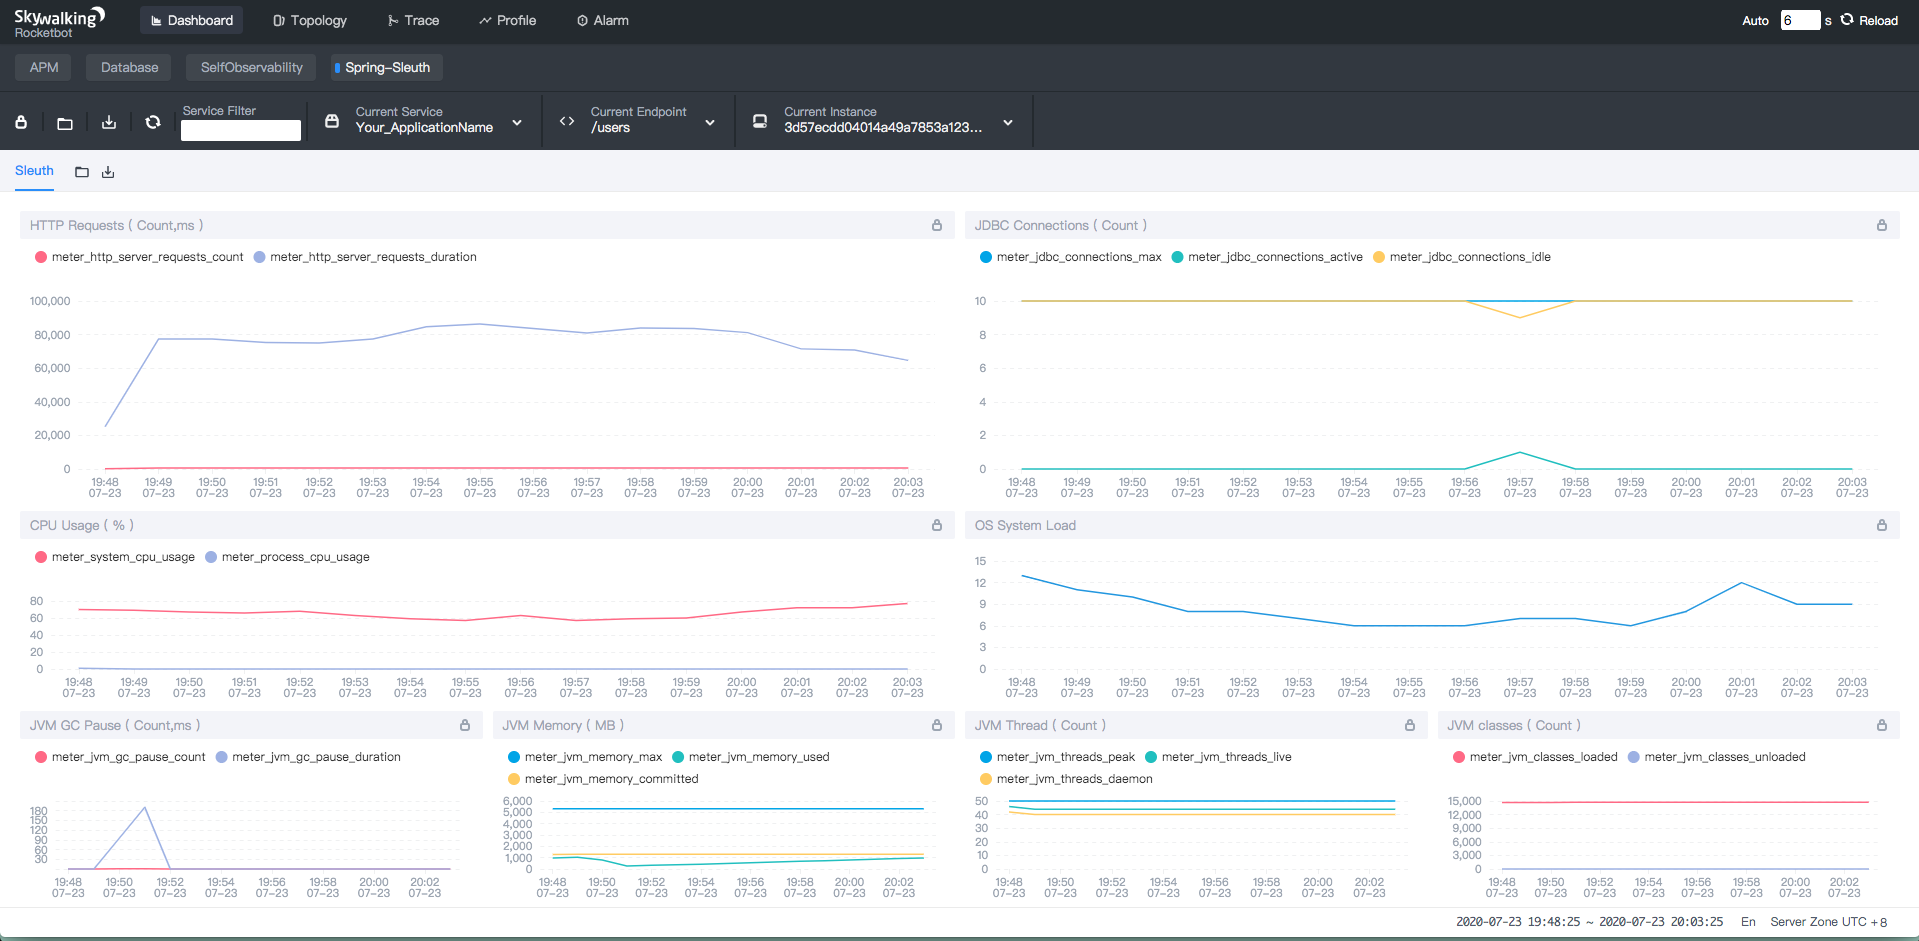 Skywalking
Rocketbot
Dashboard
Topology
Trace
Profile
Alarm
Auto 6 s Reload
APM
Database
SelfObservability
Spring-Sleuth
Service Filter
Current Service
Your_ApplicationName
Current Endpoint
/users
Current Instance
3d57ecdd04014a49a7853a123...
Sleuth
HTTP Requests ( Count,ms )
meter_http_server_requests_count meter_http_server_requests_duration
100,000
80,000
60,000
40,000
20,000
0
19:48 19:49 19:50 19:51 19:52 19:53 19:54 19:55 19:56 19:57 19:58 19:59 20:00 20:01 20:02 20:03
07-23 07-23 07-23 07-23 07-23 07-23 07-23 07-23 07-23 07-23 07-23 07-23 07-23 07-23 07-23 07-23
JDBC Connections ( Count )
meter_jdbc_connections_max meter_jdbc_connections_active meter_jdbc_connections_idle
10
8
6
4
2
0
19:48 19:49 19:50 19:51 19:52 19:53 19:54 19:55 19:56 19:57 19:58 19:59 20:00 20:01 20:02 20:03
07-23 07-23 07-23 07-23 07-23 07-23 07-23 07-23 07-23 07-23 07-23 07-23 07-23 07-23 07-23 07-23
CPU Usage ( % )
meter_system_cpu_usage meter_process_cpu_usage
80
60
40
20
0
19:48 19:49 19:50 19:51 19:52 19:53 19:54 19:55 19:56 19:57 19:58 19:59 20:00 20:01 20:02 20:03
07-23 07-23 07-23 07-23 07-23 07-23 07-23 07-23 07-23 07-23 07-23 07-23 07-23 07-23 07-23 07-23
OS System Load
15
12
9
6
3
0
19:48 19:49 19:50 19:51 19:52 19:53 19:54 19:55 19:56 19:57 19:58 19:59 20:00 20:01 20:02 20:03
07-23 07-23 07-23 07-23 07-23 07-23 07-23 07-23 07-23 07-23 07-23 07-23 07-23 07-23 07-23 07-23
JVM GC Pause ( Count,ms )
meter_jvm_gc_pause_count meter_jvm_gc_pause_duration
180
150
120
90
60
30
19:48 19:50 19:52 19:54 19:56 19:58 20:00 20:02
07-23 07-23 07-23 07-23 07-23 07-23 07-23 07-23
JVM Memory ( MB )
meter_jvm_memory_max meter_jvm_memory_used
meter_jvm_memory_committed
6,000
5,000
4,000
3,000
2,000
1,000
0
19:48 19:50 19:52 19:54 19:56 19:58 20:00 20:02
07-23 07-23 07-23 07-23 07-23 07-23 07-23 07-23
JVM Thread ( Count )
meter_jvm_threads_peak meter_jvm_threads_live
meter_jvm_threads_daemon
50
40
30
20
10
0
19:48 19:50 19:52 19:54 19:56 19:58 20:00 20:02
07-23 07-23 07-23 07-23 07-23 07-23 07-23 07-23
JVM classes ( Count )
meter_jvm_classes_loaded meter_jvm_classes_unloaded
15,000
12,000
9,000
6,000
3,000
0
19:48 19:50 19:52 19:54 19:56 19:58 20:00 20:02
07-23 07-23 07-23 07-23 07-23 07-23 07-23 07-23
2020-07-23 19:48:25 ~ 2020-07-23 20:03:25 En Server Zone UTC +8